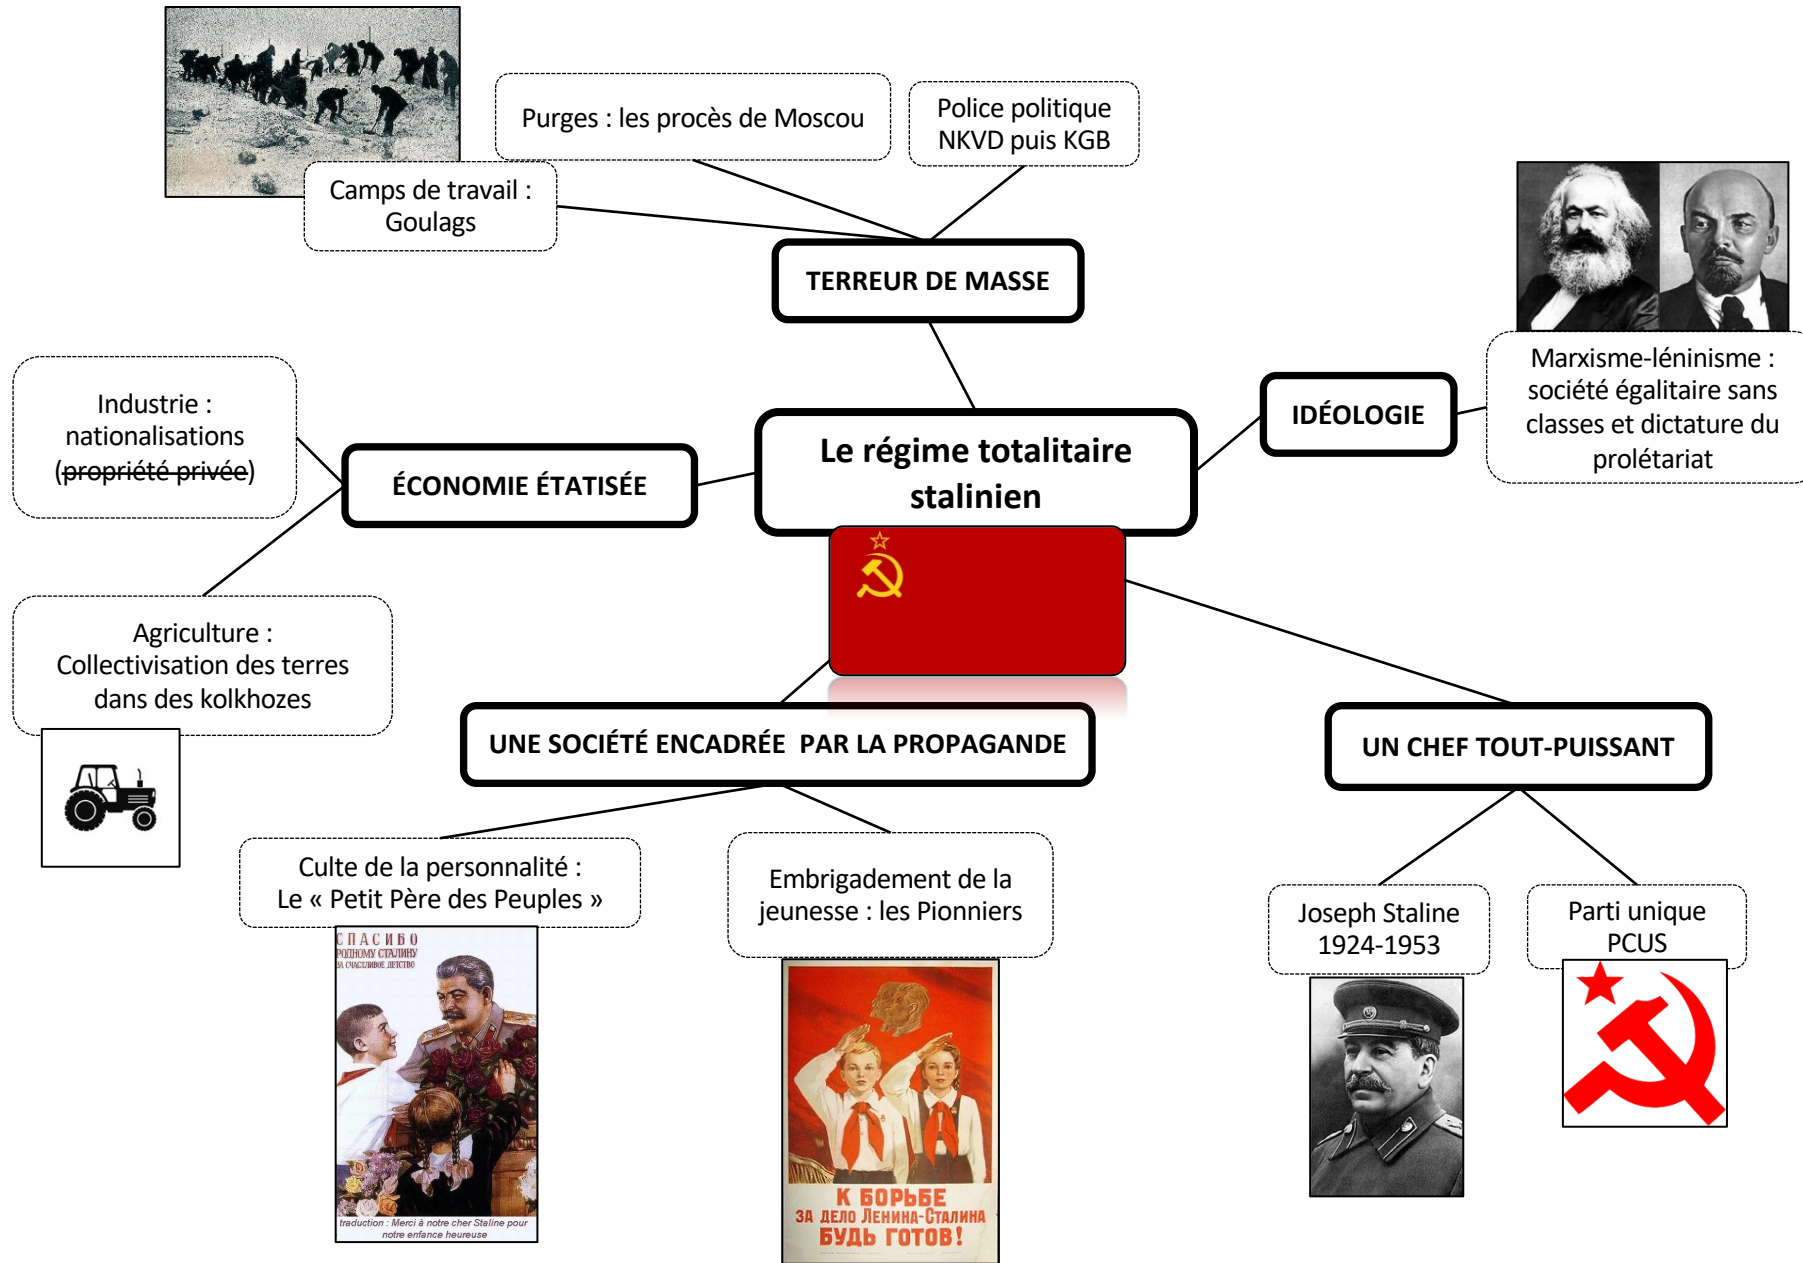 Purges : les procès de Moscou
Police politique
NKVD puis KGB
Camps de travail :
Goulags
TERREUR DE MASSE
Marxisme-léninisme :
société égalitaire sans
classes et dictature du
prolétariat
IDÉOLOGIE
Industrie :
nationalisations
(propriété privée)
ÉCONOMIE ÉTATISÉE
Le régime totalitaire
stalinien
Agriculture :
Collectivisation des terres
dans des kolkhozes
UNE SOCIÉTÉ ENCADRÉE  PAR LA PROPAGANDE
UN CHEF TOUT-PUISSANT
Culte de la personnalité :
Le « Petit Père des Peuples »
Embrigadement de la
jeunesse : les Pionniers
Joseph Staline
1924-1953
Parti unique
PCUS
СПАСИБО
РОДНОМУ СТАЛИНУ
ЗА СЧАСТЛИВОЕ ДЕТСТВО
traduction : Merci à notre cher Staline pour
notre enfance heureuse
К БОРЬБЕ
ЗА ДЕЛО ЛЕНИНА-СТАЛИНА
БУДЬ ГОТОВ!